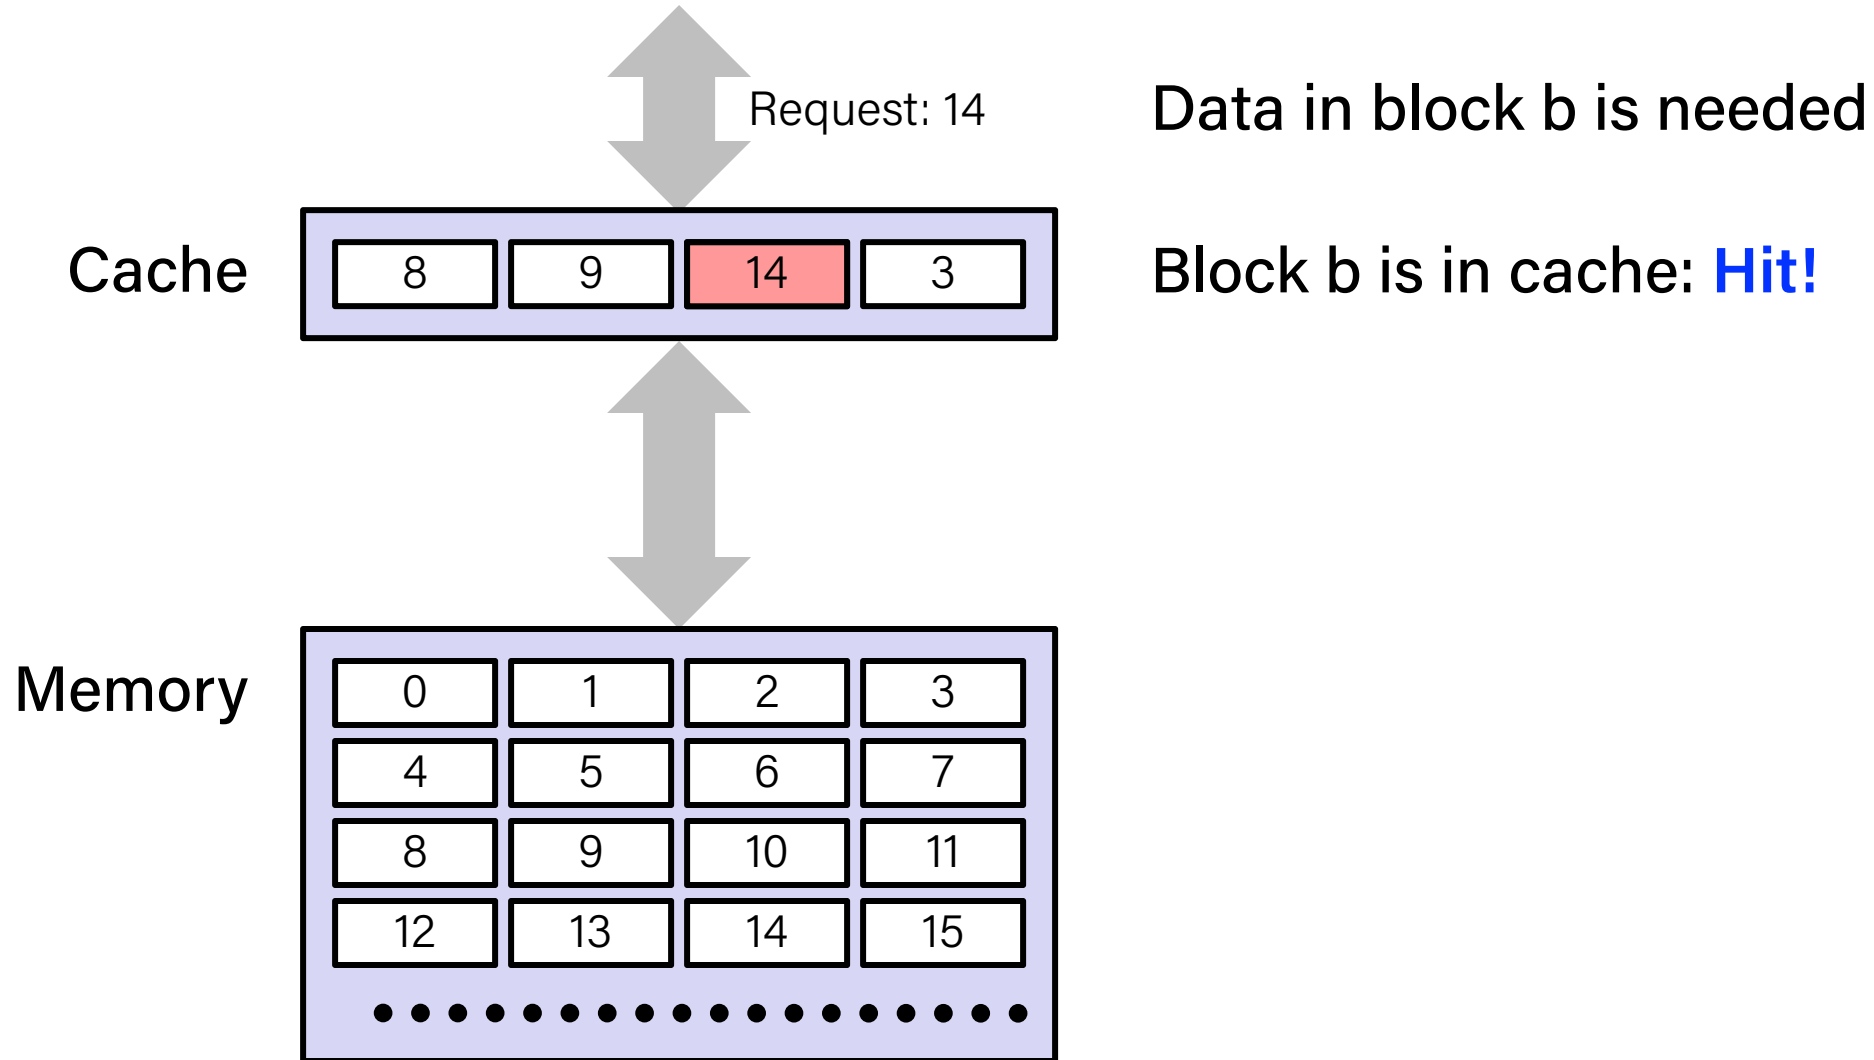 Request: 14
Data in block b is needed
Cache
8 9 14 3
Block b is in cache: Hit!
Memory
0 1 2 3
4 5 6 7
8 9 10 11
12 13 14 15